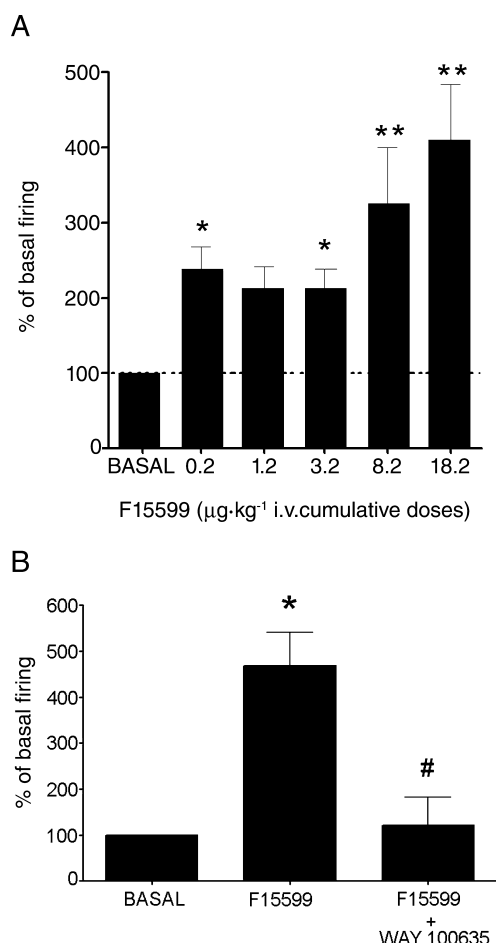 A
500
400
300
200
100
0
% of basal firing
*
*
**
**
BASAL 0.2 1.2 3.2 8.2 18.2
F15599 (µg·kg⁻¹ i.v.cumulative doses)
B
600
500
400
300
200
100
0
% of basal firing
*
#
BASAL F15599 F15599
+
WAY 100635